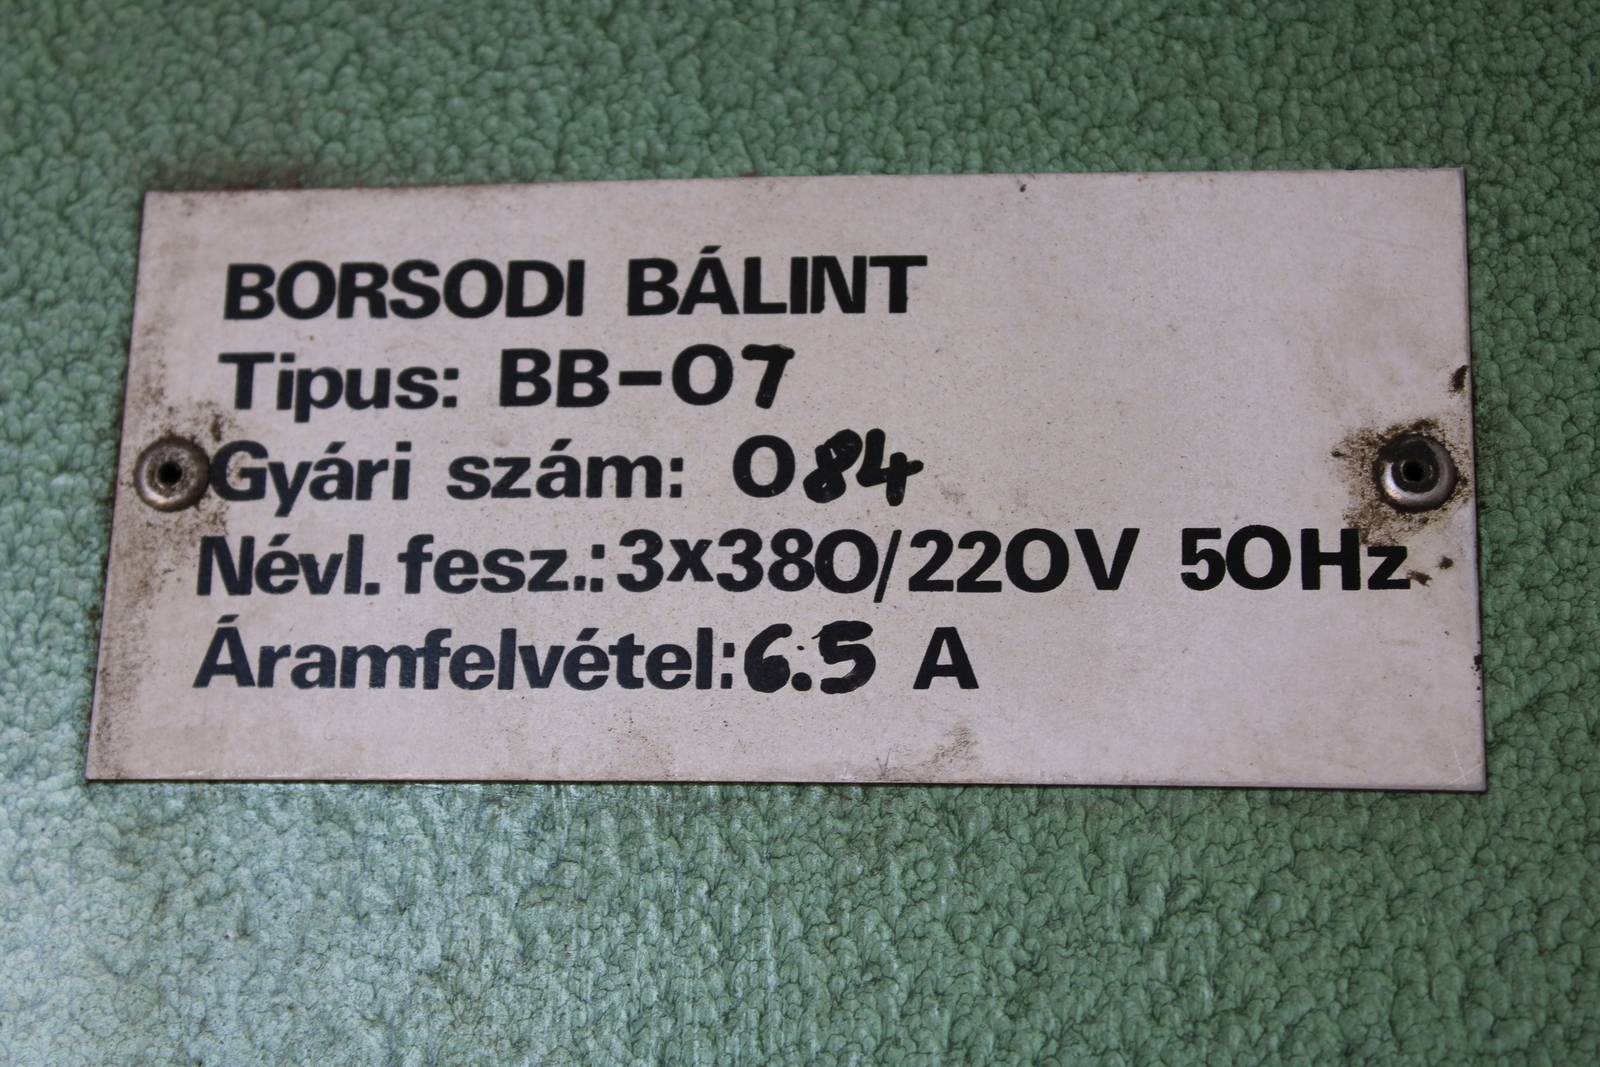 BORSODI BÁLINT
Tipus: BB-07
Gyári szám: 084
Névl. fesz.: 3x380/220V 50Hz
Áramfelvétel: 6.5 A